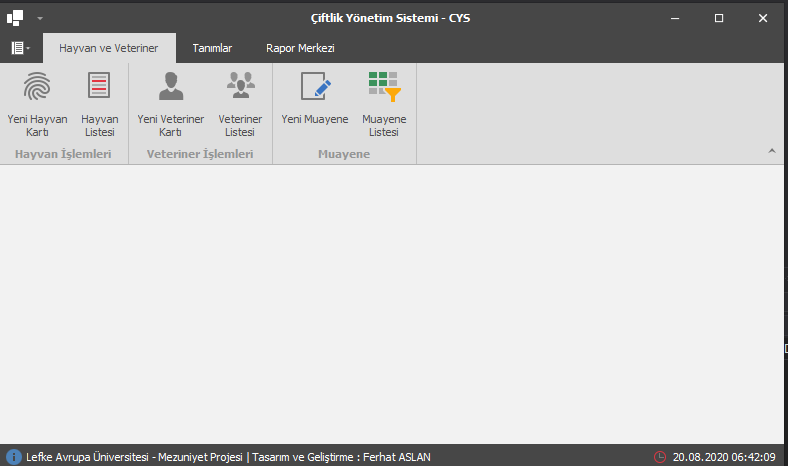 Çiftlik Yönetim Sistemi - CYS
Hayvan ve Veteriner
Tanımlar
Rapor Merkezi
Yeni Hayvan
Kartı
Hayvan
Listesi
Yeni Veteriner
Kartı
Veteriner
Listesi
Yeni Muayene
Muayene
Listesi
Hayvan İşlemleri
Veteriner İşlemleri
Muayene
Lefke Avrupa Üniversitesi - Mezuniyet Projesi | Tasarım ve Geliştirme : Ferhat ASLAN
20.08.2020 06:42:09